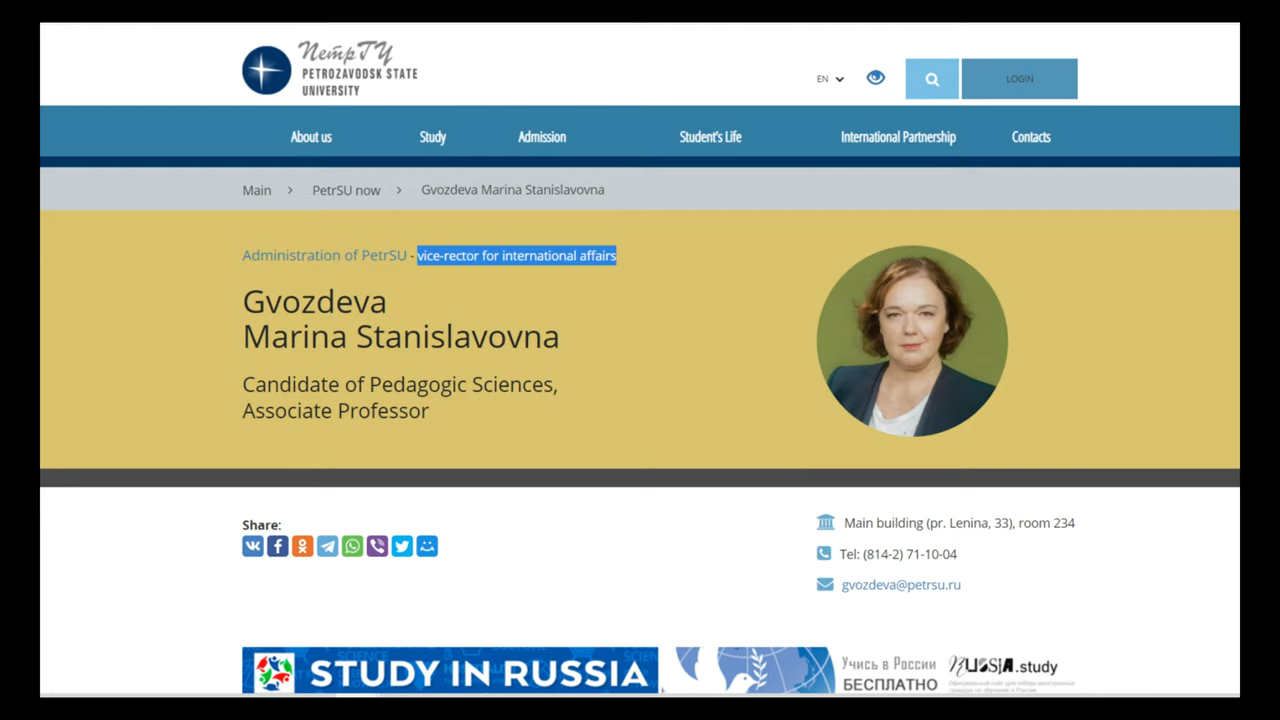 ПетрГУ
PETROZAVODSK STATE
UNIVERSITY
EN
LOGIN
About us
Study
Admission
Student's Life
International Partnership
Contacts
Main > PetrSU now > Gvozdeva Marina Stanislavovna
Administration of PetrSU - vice-rector for international affairs
Gvozdeva
Marina Stanislavovna
Candidate of Pedagogic Sciences,
Associate Professor
Share:
Main building (pr. Lenina, 33), room 234
Tel: (814-2) 71-10-04
gvozdeva@petrsu.ru
STUDY IN RUSSIA
Учись в России
БЕСПЛАТНО
RUSSIA.study